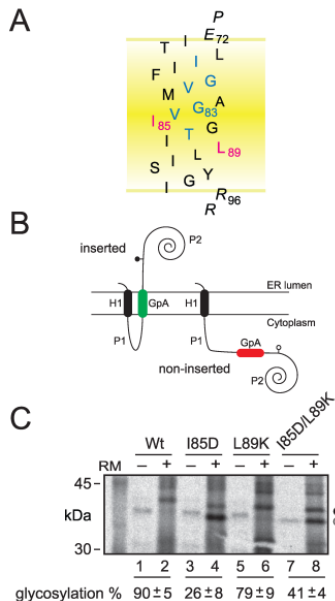 A
P
E72
T I L
I I
F V G
M A
I85 V G83
T G
I L89
I L
S Y
I G R96
R
B
inserted
P2
ER lumen
H1 GpA H1
Cytoplasm
P1 P1 GpA
non-inserted
P2
C
Wt I85D L89K I85D/L89K
RM – + – + – + – +
45
kDa
30
1 2 3 4 5 6 7 8
glycosylation % 90±5 26±8 79±9 41±4